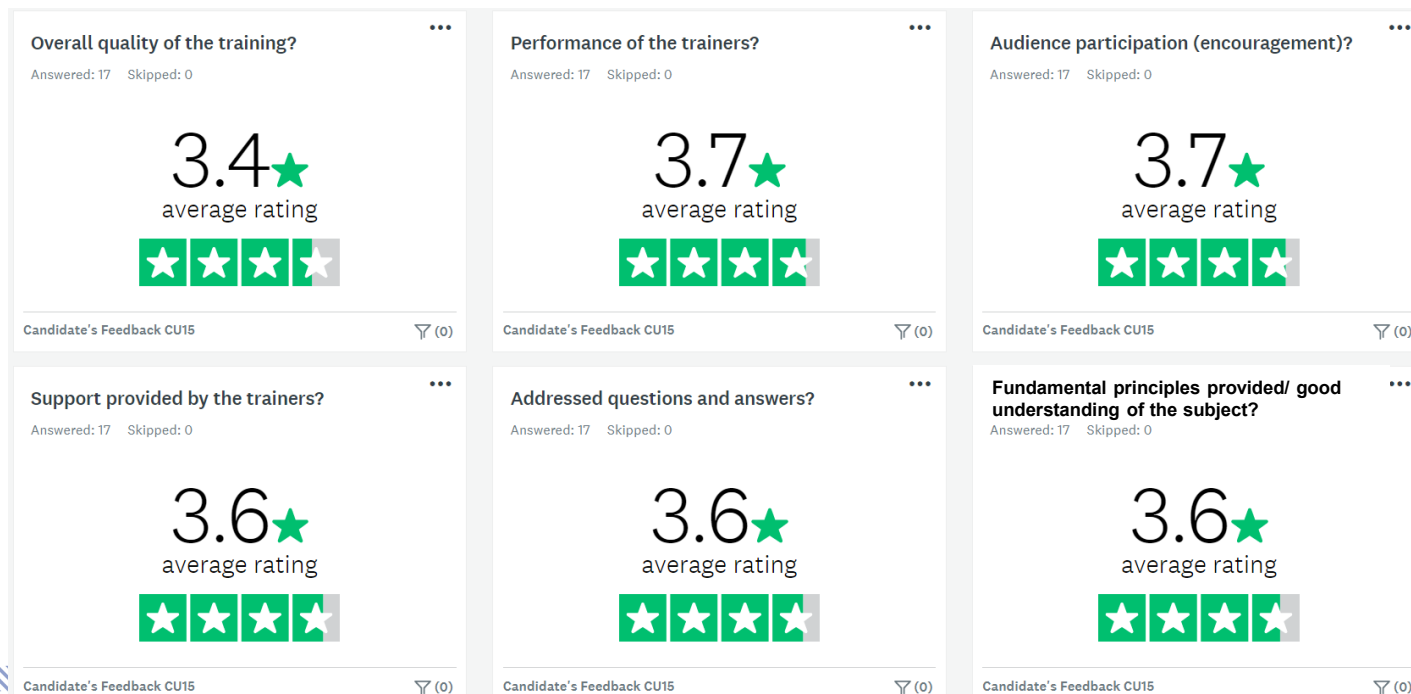 Overall quality of the training?
Answered: 17 Skipped: 0
3.4
average rating
Candidate's Feedback CU15
(0)
Performance of the trainers?
Answered: 17 Skipped: 0
3.7
average rating
Candidate's Feedback CU15
(0)
Audience participation (encouragement)?
Answered: 17 Skipped: 0
3.7
average rating
Candidate's Feedback CU15
(0)
Support provided by the trainers?
Answered: 17 Skipped: 0
3.6
average rating
Candidate's Feedback CU15
(0)
Addressed questions and answers?
Answered: 17 Skipped: 0
3.6
average rating
Candidate's Feedback CU15
(0)
Fundamental principles provided/ good
understanding of the subject?
Answered: 17 Skipped: 0
3.6
average rating
Candidate's Feedback CU15
(0)